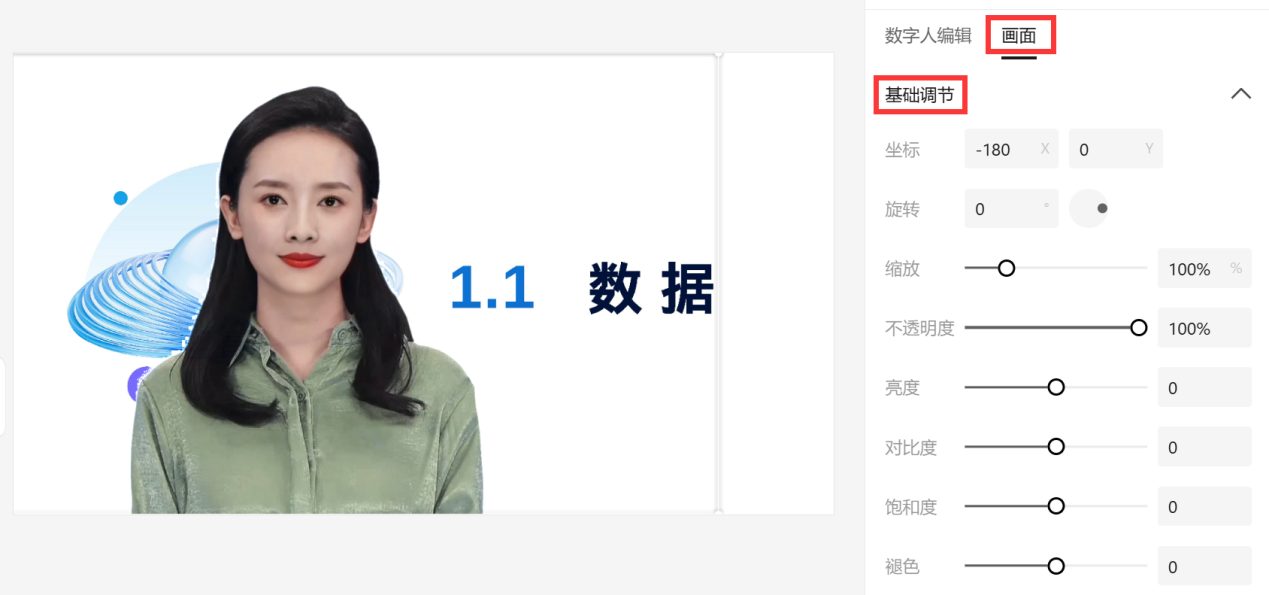 数字人编辑 画面
基础调节
坐标 -180 X 0 Y
旋转 0 °
缩放 100% %
不透明度 100%
亮度 0
对比度 0
饱和度 0
褪色 0
1.1 数据